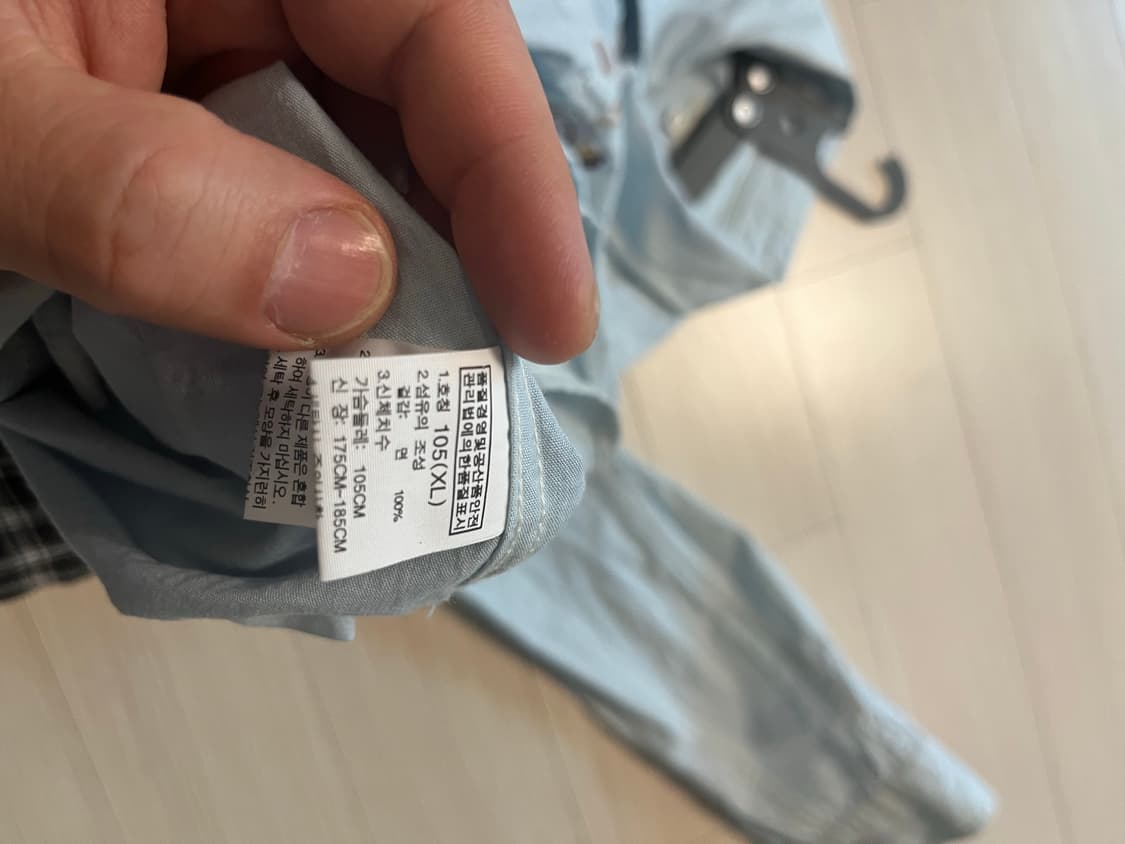 품질경영및공산품안전
관리법에의한품질표시
1.호칭 105(XL)
2.섬유의 조성
겉감: 면 100%
3.신체치수
가슴둘레: 105CM
신 장: 175CM-185CM
다른 제품은 혼합
하여 세탁하지 마십시오.
세탁 후 모양을 가지런히